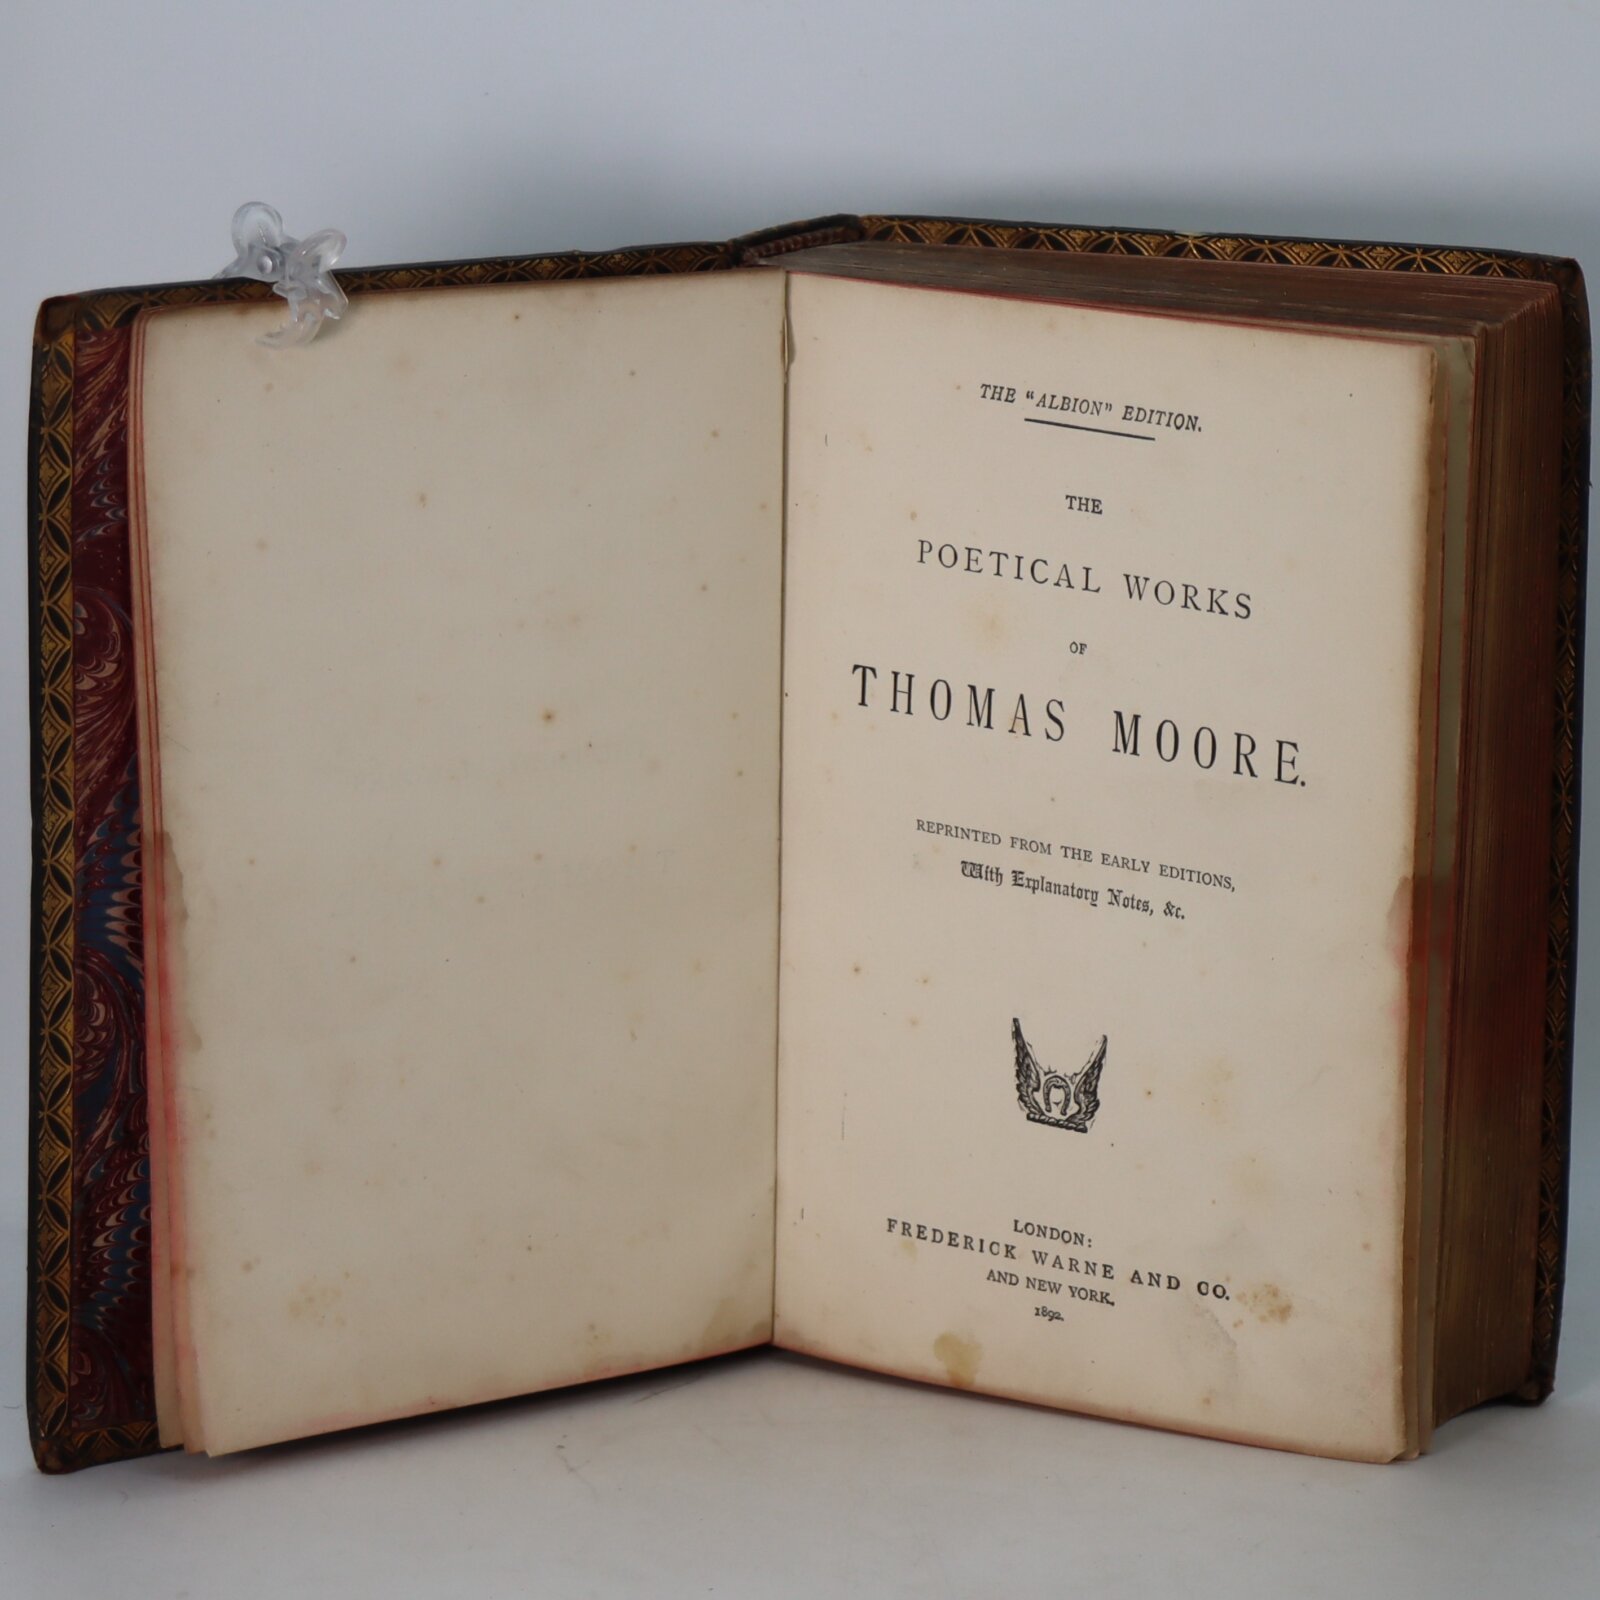 THE "ALBION" EDITION.
THE
POETICAL WORKS
OF
THOMAS MOORE.
REPRINTED FROM THE EARLY EDITIONS,
With Explanatory Notes, &c.
LONDON:
FREDERICK WARNE AND CO.
AND NEW YORK.
1892.